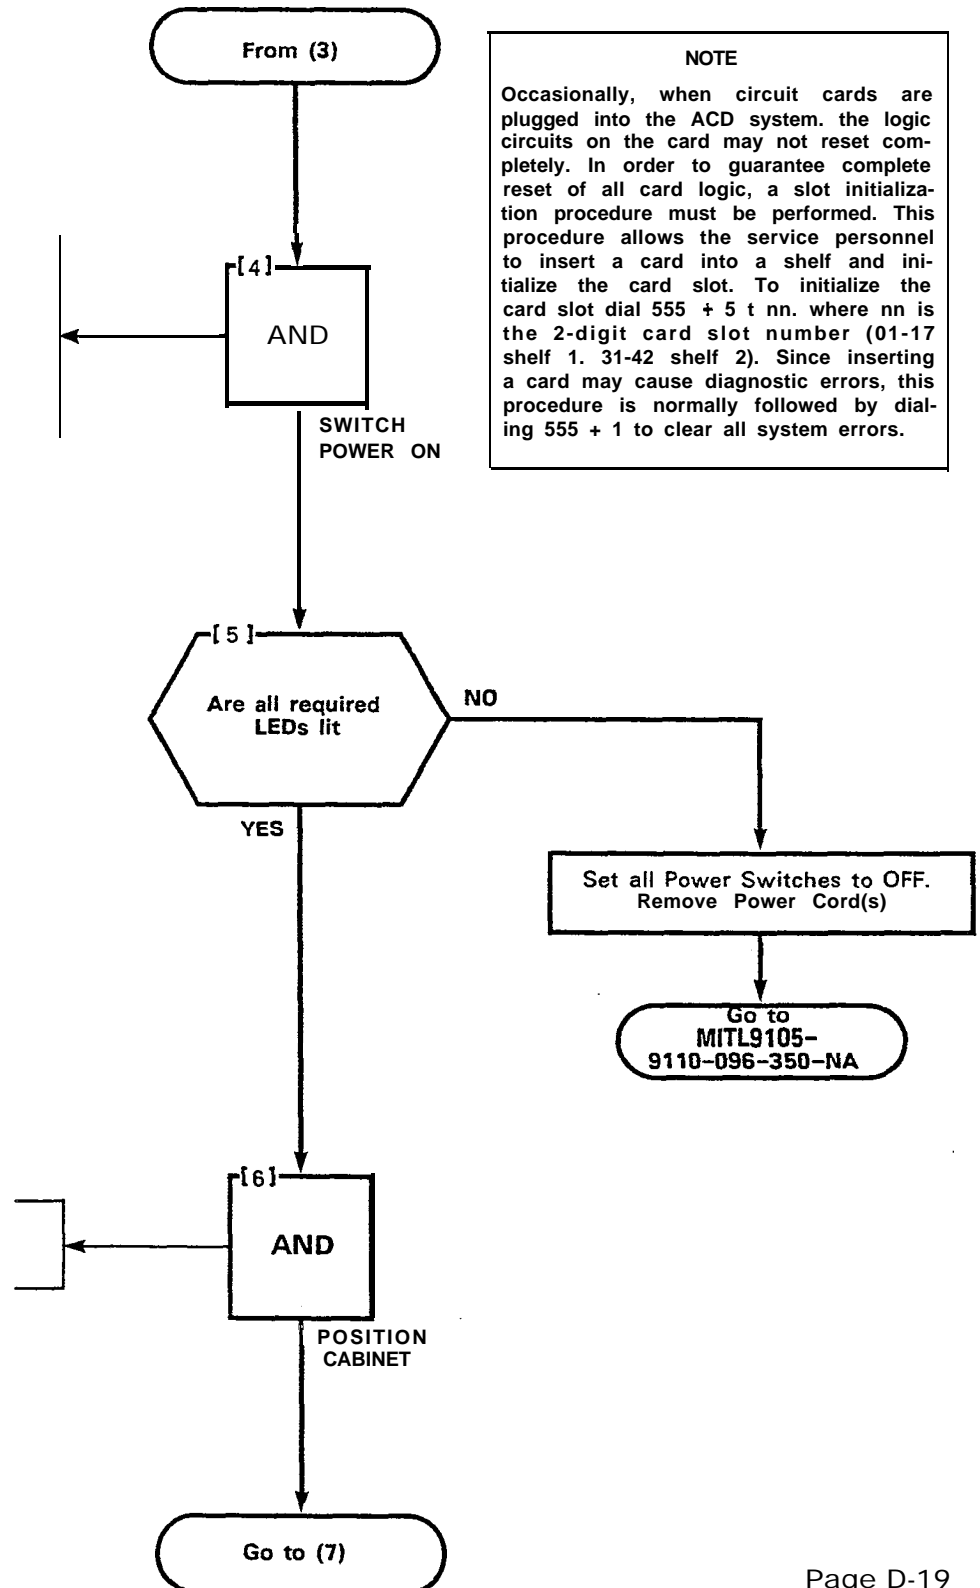 From (3)
NOTE
Occasionally, when circuit cards are
plugged into the ACD system. the logic
circuits on the card may not reset com-
pletely. In order to guarantee complete
reset of all card logic, a slot initializa-
tion procedure must be performed. This
procedure allows the service personnel
to insert a card into a shelf and ini-
tialize the card slot. To initialize the
card slot dial 555 + 5 t nn. where nn is
the 2-digit card slot number (01-17
shelf 1. 31-42 shelf 2). Since inserting
a card may cause diagnostic errors, this
procedure is normally followed by dial-
ing 555 + 1 to clear all system errors.
[4]
AND
SWITCH
POWER ON
[5]
Are all required
LEDs lit
NO
YES
Set all Power Switches to OFF.
Remove Power Cord(s)
Go to
MITL9105-
9110-096-350-NA
[6]
AND
POSITION
CABINET
Go to (7)
Page D-19